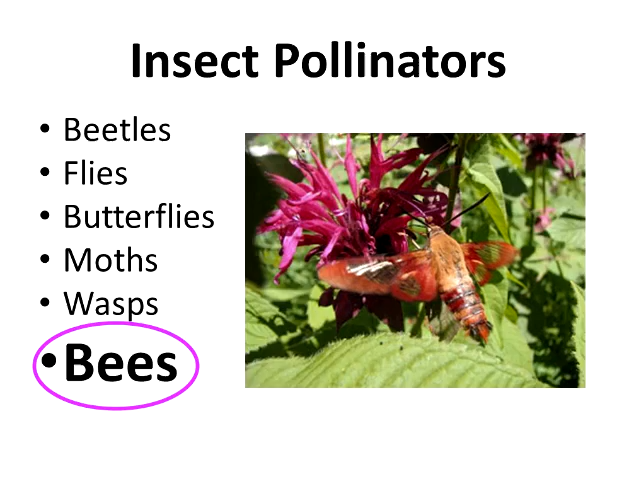 Insect Pollinators
• Beetles
• Flies
• Butterflies
• Moths
• Wasps
• Bees